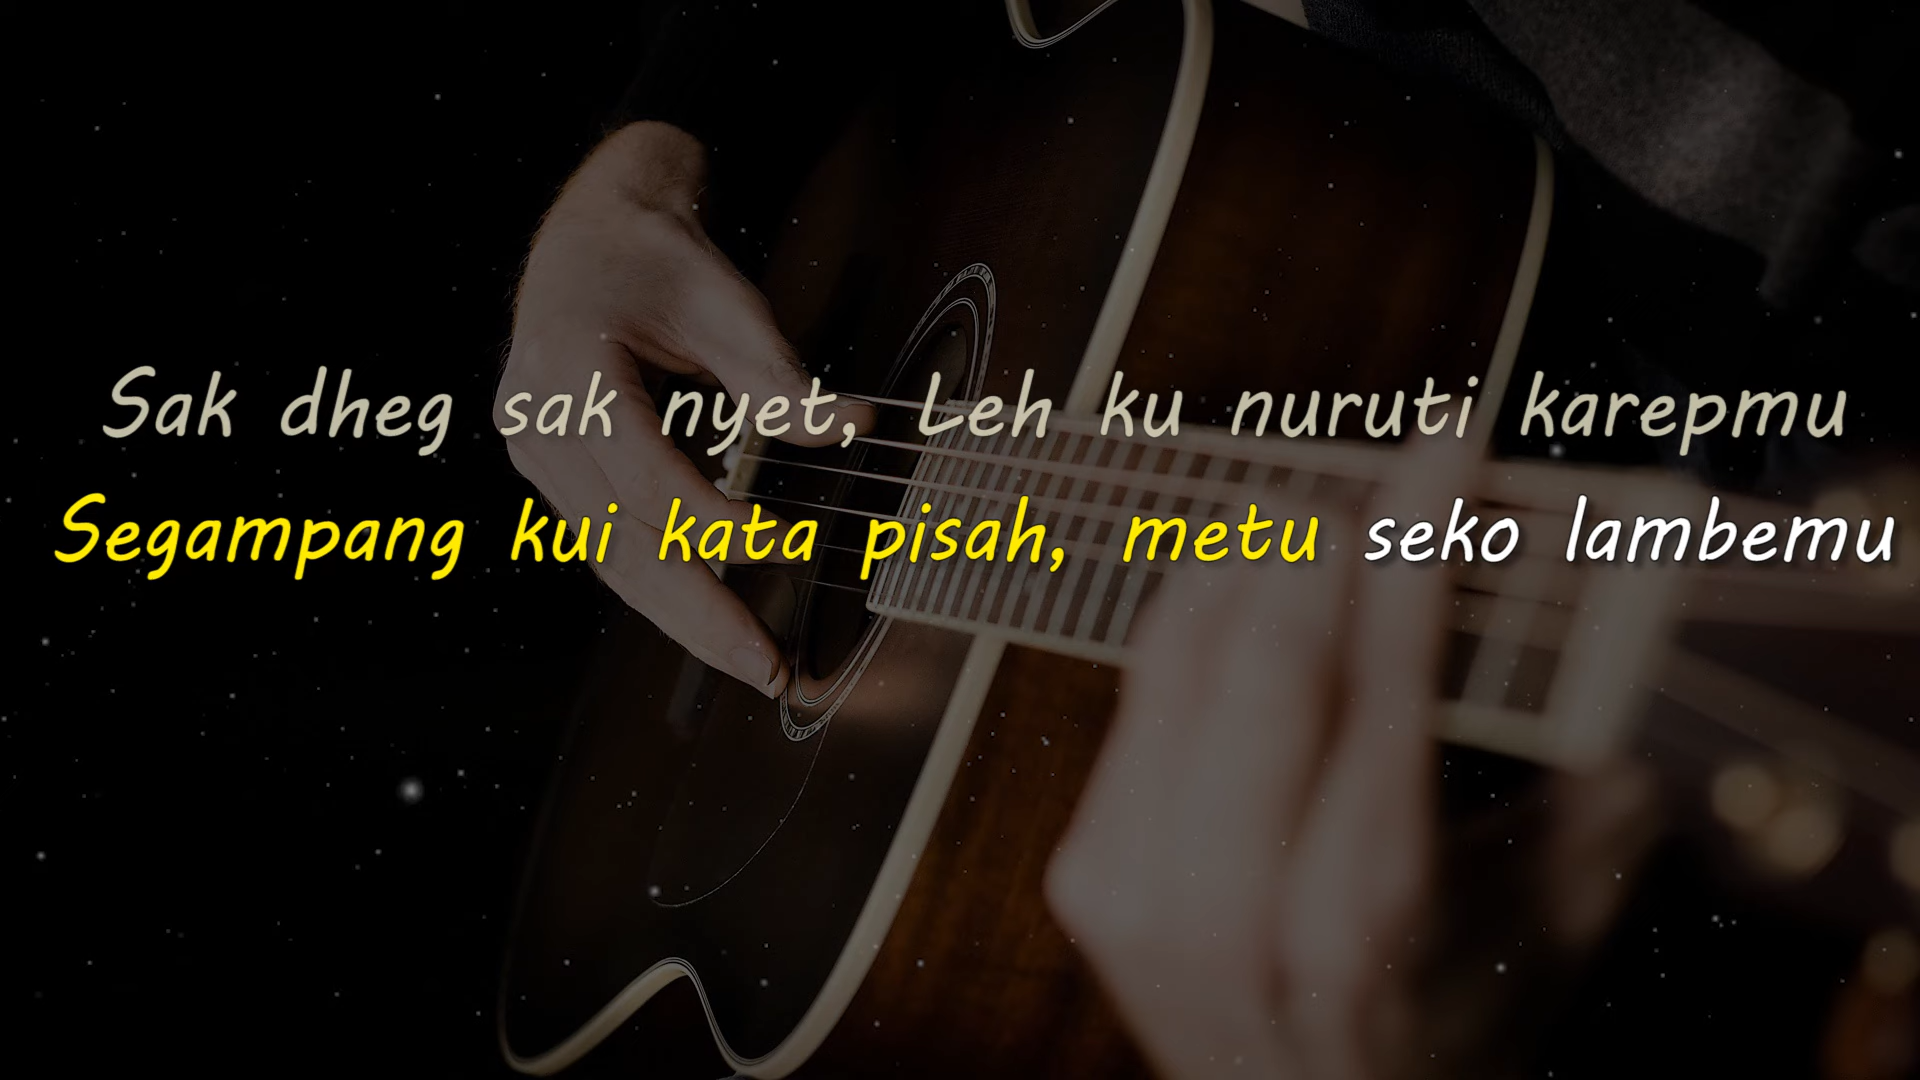 Sak dheg sak nyet, Leh ku nuruti karepmu
Segampang kui kata pisah, metu seko lambemu